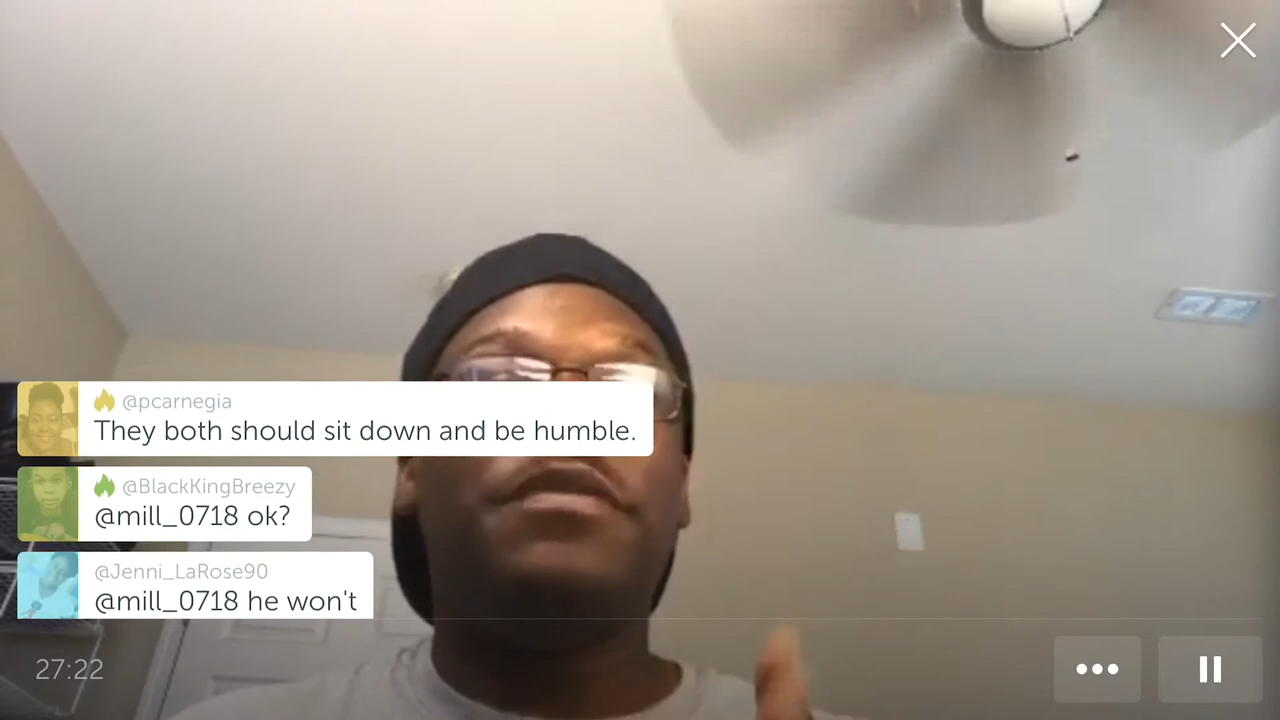 @pcarnegia
They both should sit down and be humble.
@BlackKingBreezy
@mill_0718 ok?
@Jenni_LaRose90
@mill_0718 he won't
27:22